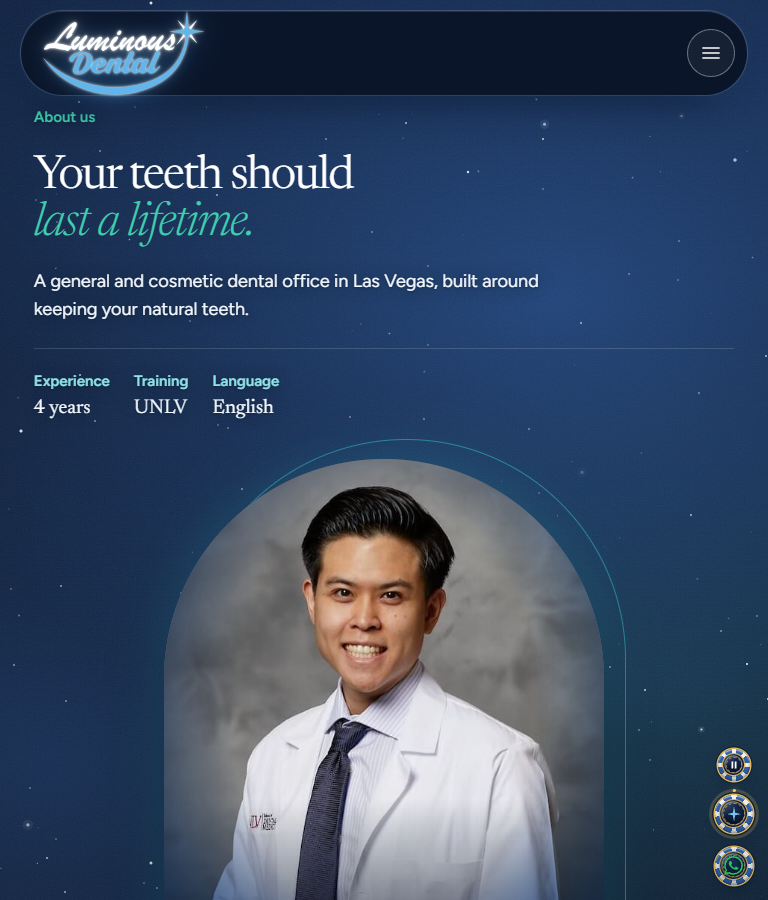 Luminous
Dental
About us
Your teeth should
last a lifetime.
A general and cosmetic dental office in Las Vegas, built around
keeping your natural teeth.
Experience Training Language
4 years UNLV English